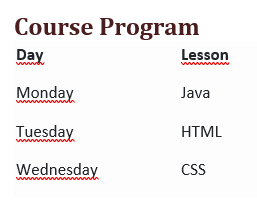 Course Program
Day Lesson
Monday Java
Tuesday HTML
Wednesday CSS